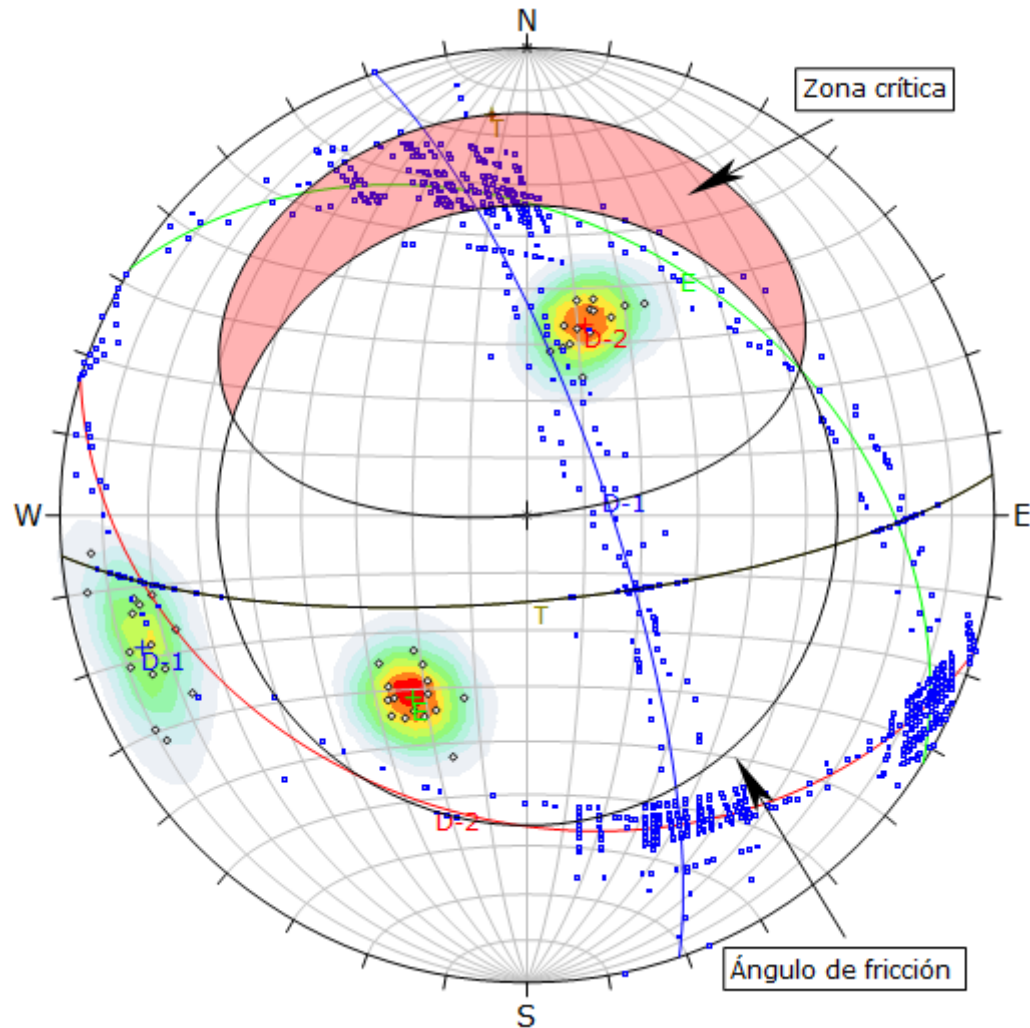 N
Zona crítica
T
E
D-2
W
D-1
E
T
D-1
E
D-2
Ángulo de fricción
S